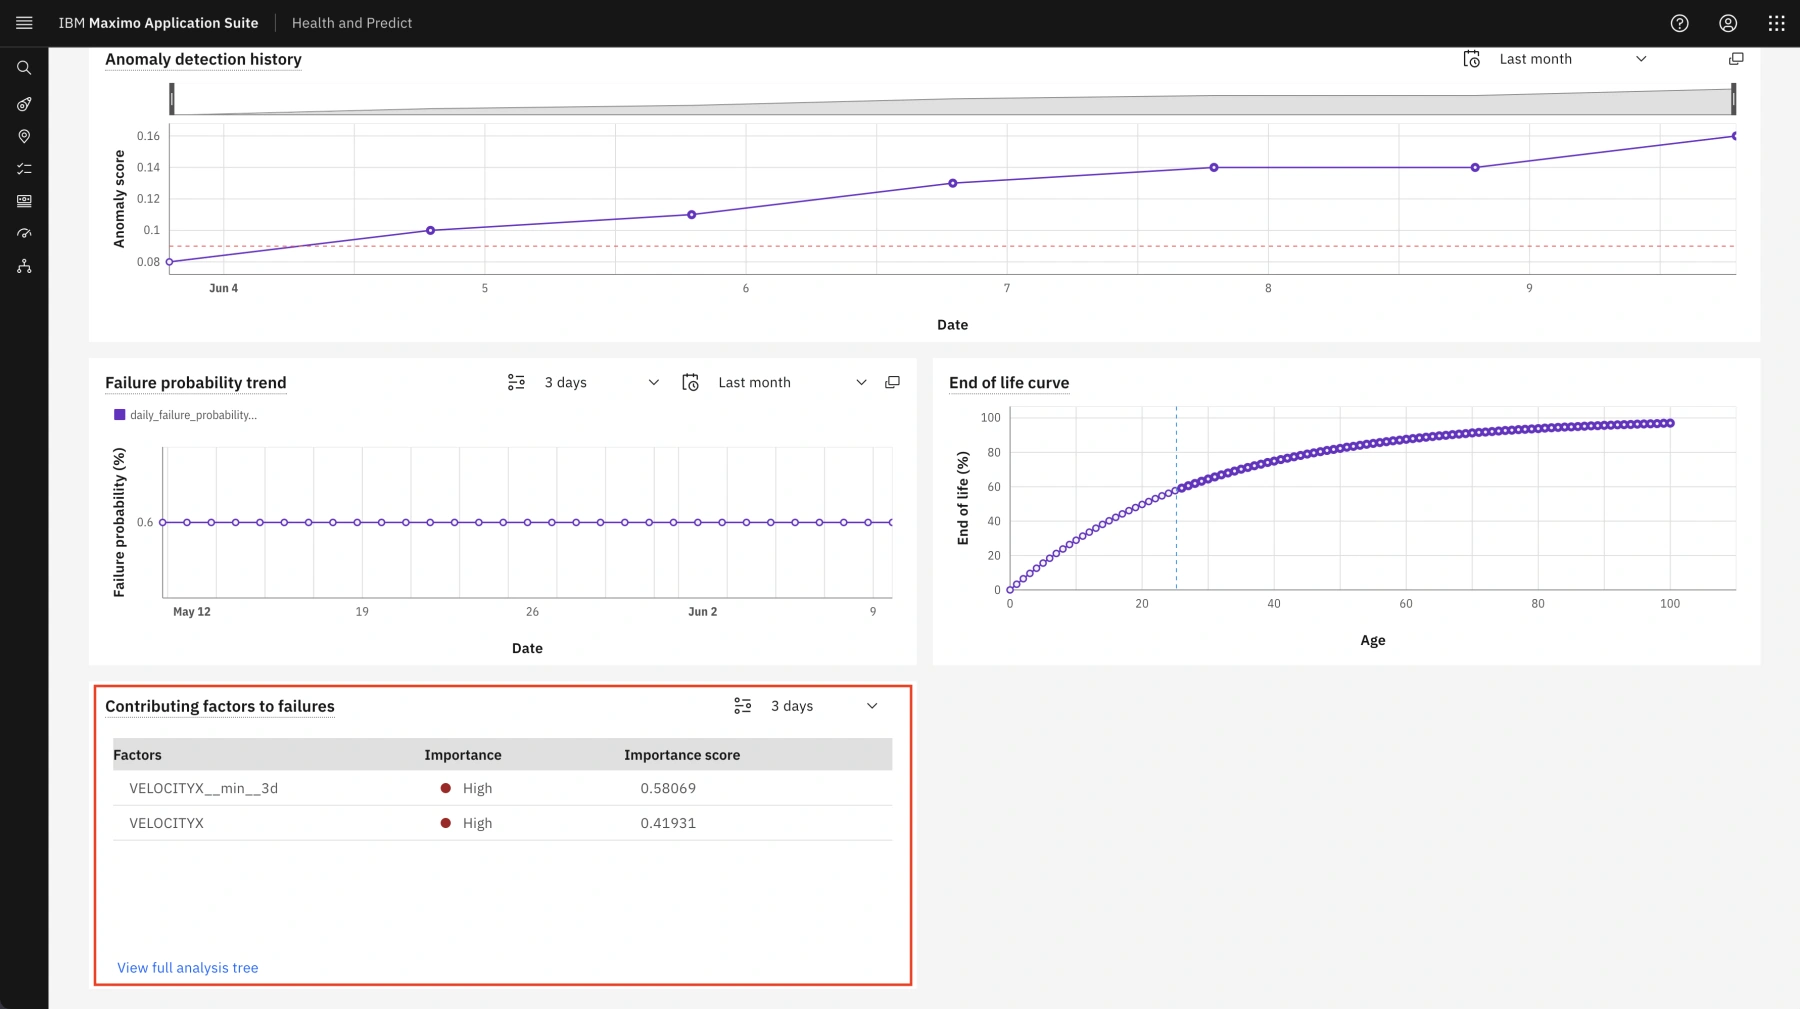 IBM Maximo Application Suite Health and Predict
Anomaly detection history
Last month
Anomaly score
0.16
0.14
0.12
0.1
0.08
Jun 4 5 6 7 8 9
Date
Failure probability trend
3 days
Last month
daily_failure_probability...
Failure probability (%)
0.6
May 12 19 26 Jun 2 9
Date
End of life curve
End of life (%)
100
80
60
40
20
0
0 20 40 60 80 100
Age
Contributing factors to failures
3 days
Factors Importance Importance score
VELOCITYX__min__3d High 0.58069
VELOCITYX High 0.41931
View full analysis tree